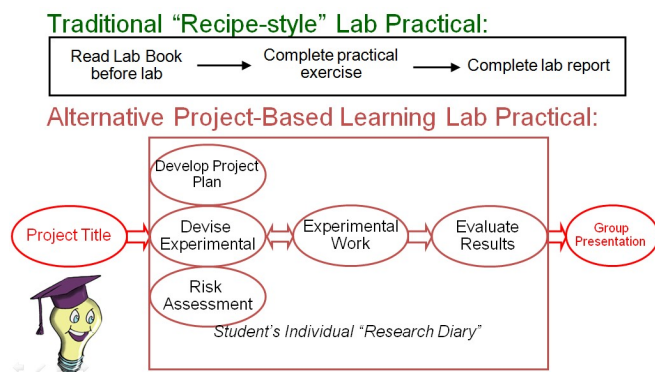 Traditional “Recipe-style” Lab Practical:
Read Lab Book
before lab
Complete practical
exercise
Complete lab report
Alternative Project-Based Learning Lab Practical:
Develop Project
Plan
Project Title
Devise
Experimental
Experimental
Work
Evaluate
Results
Group
Presentation
Risk
Assessment
Student’s Individual “Research Diary”